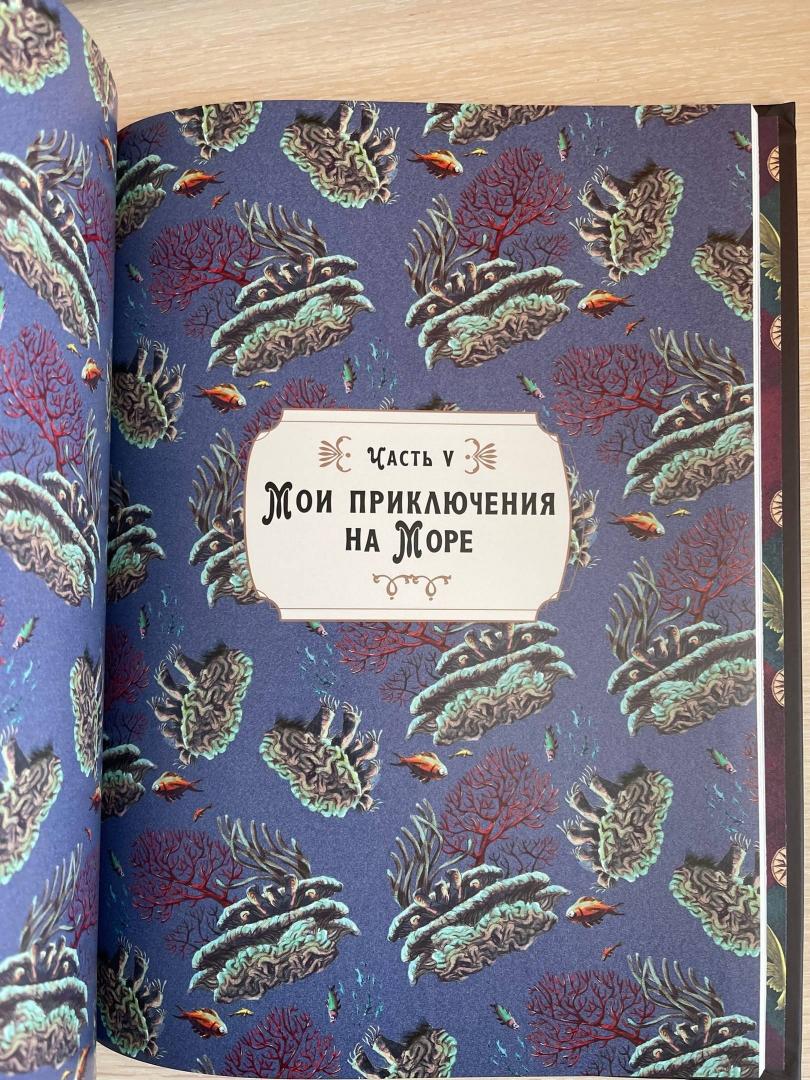 Часть V
Мои приключения
на Море